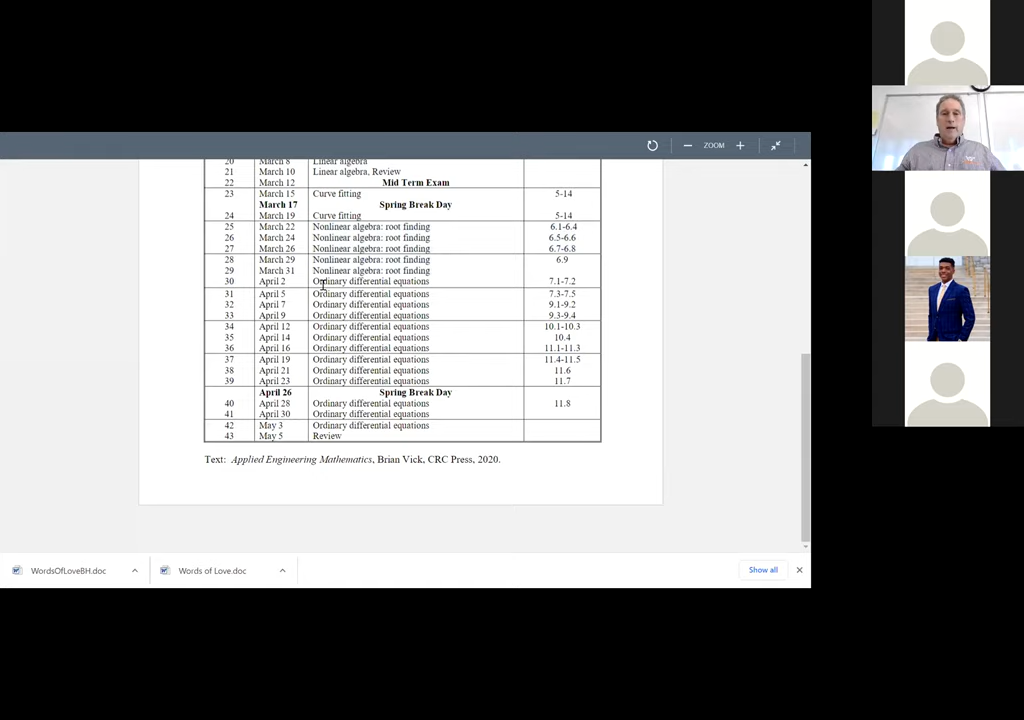 ZOOM
20 March 8 Linear algebra
21 March 10 Linear algebra, Review
22 March 12 Mid Term Exam
23 March 15 Curve fitting 5-14
March 17 Spring Break Day
24 March 19 Curve fitting 5-14
25 March 22 Nonlinear algebra: root finding 6.1-6.4
26 March 24 Nonlinear algebra: root finding 6.5-6.6
27 March 26 Nonlinear algebra: root finding 6.7-6.8
28 March 29 Nonlinear algebra: root finding 6.9
29 March 31 Nonlinear algebra: root finding
30 April 2 Ordinary differential equations 7.1-7.2
31 April 5 Ordinary differential equations 7.3-7.5
32 April 7 Ordinary differential equations 9.1-9.2
33 April 9 Ordinary differential equations 9.3-9.4
34 April 12 Ordinary differential equations 10.1-10.3
35 April 14 Ordinary differential equations 10.4
36 April 16 Ordinary differential equations 11.1-11.3
37 April 19 Ordinary differential equations 11.4-11.5
38 April 21 Ordinary differential equations 11.6
39 April 23 Ordinary differential equations 11.7
April 26 Spring Break Day
40 April 28 Ordinary differential equations 11.8
41 April 30 Ordinary differential equations
42 May 3 Ordinary differential equations
43 May 5 Review
Text: Applied Engineering Mathematics, Brian Vick, CRC Press, 2020.
WordsOfLoveBH.doc
Words of Love.doc
Show all